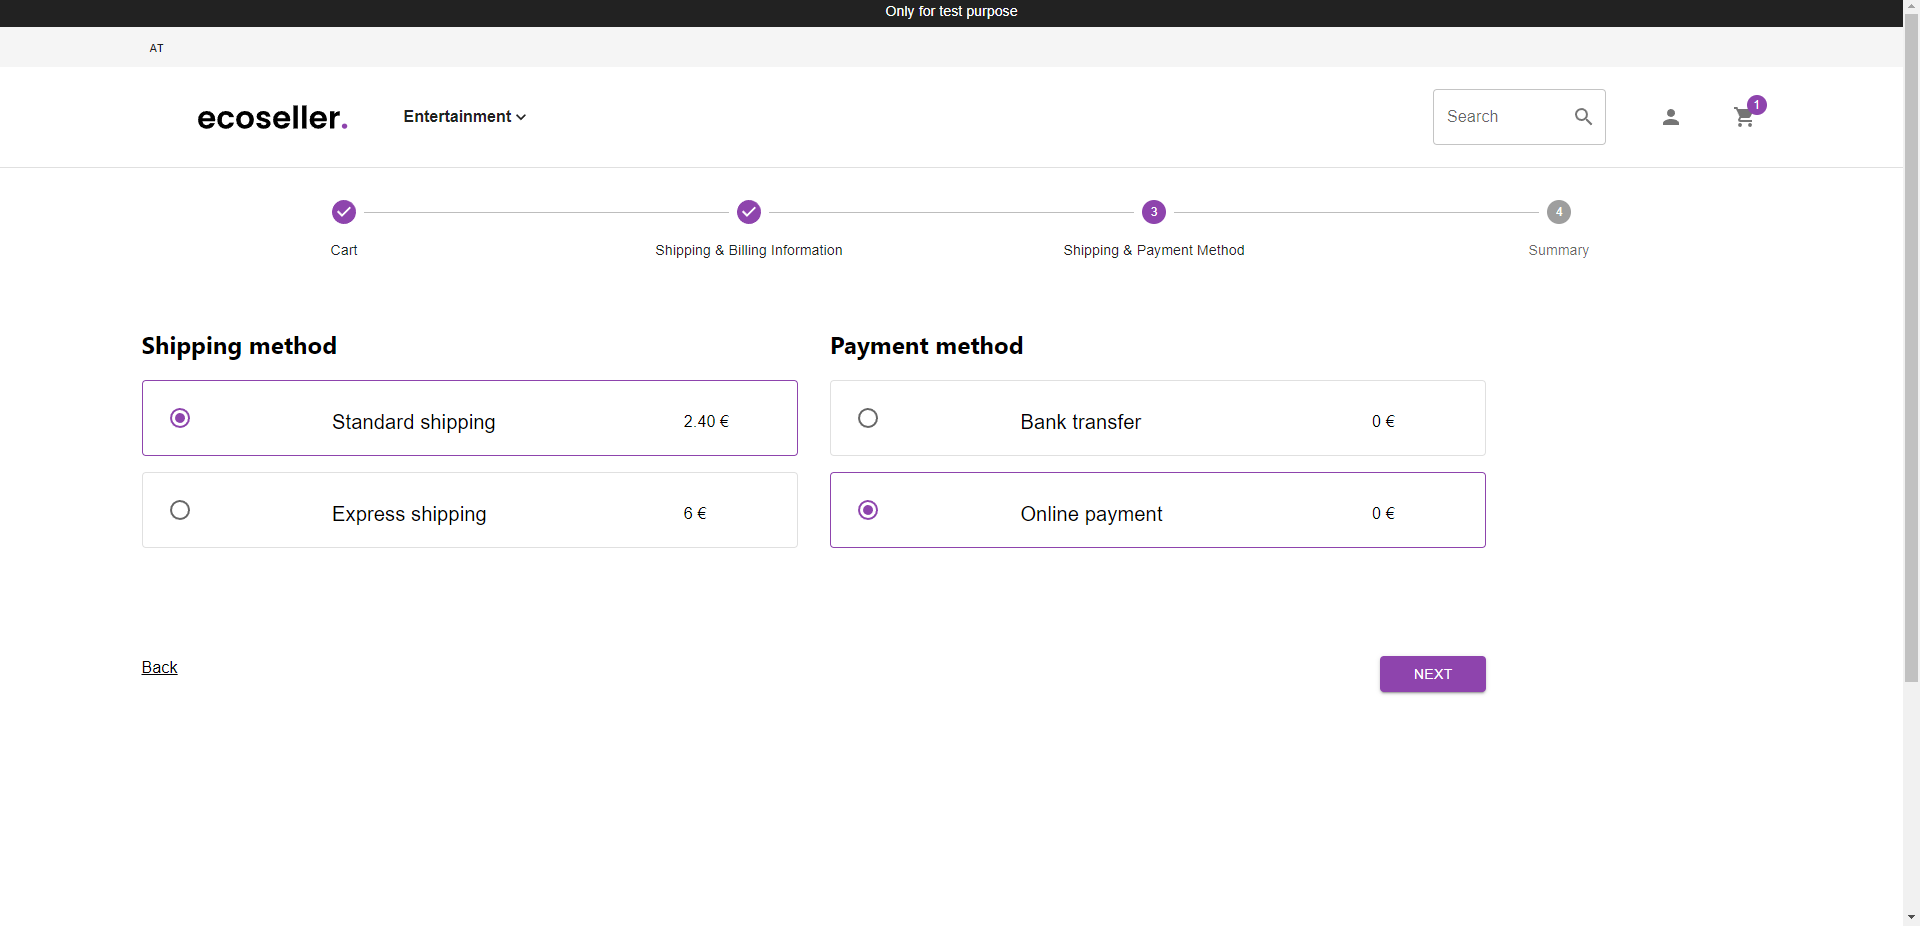 Only for test purpose
AT
ecoseller.
Entertainment
Search
1
3
4
Cart
Shipping & Billing Information
Shipping & Payment Method
Summary
Shipping method
Payment method
Standard shipping
2.40 €
Bank transfer
0 €
Express shipping
6 €
Online payment
0 €
Back
NEXT